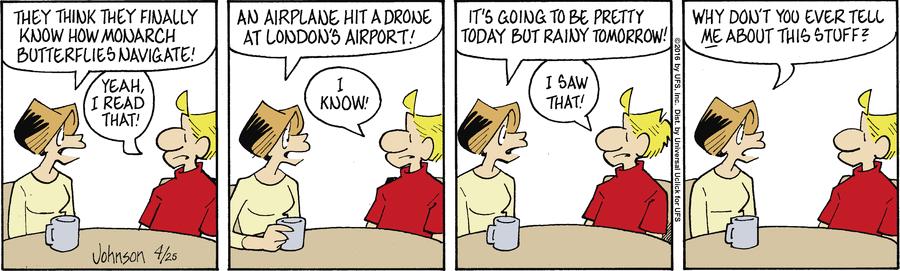 THEY THINK THEY FINALLY
KNOW HOW MONARCH
BUTTERFLIES NAVIGATE!
YEAH,
I READ
THAT!
Johnson 4/25
AN AIRPLANE HIT A DRONE
AT LONDON'S AIRPORT!
I
KNOW!
IT'S GOING TO BE PRETTY
TODAY BUT RAINY TOMORROW!
I SAW
THAT!
©2016 by UFS, Inc. Dist. by Universal Uclick for UFS
WHY DON'T YOU EVER TELL
ME ABOUT THIS STUFF?